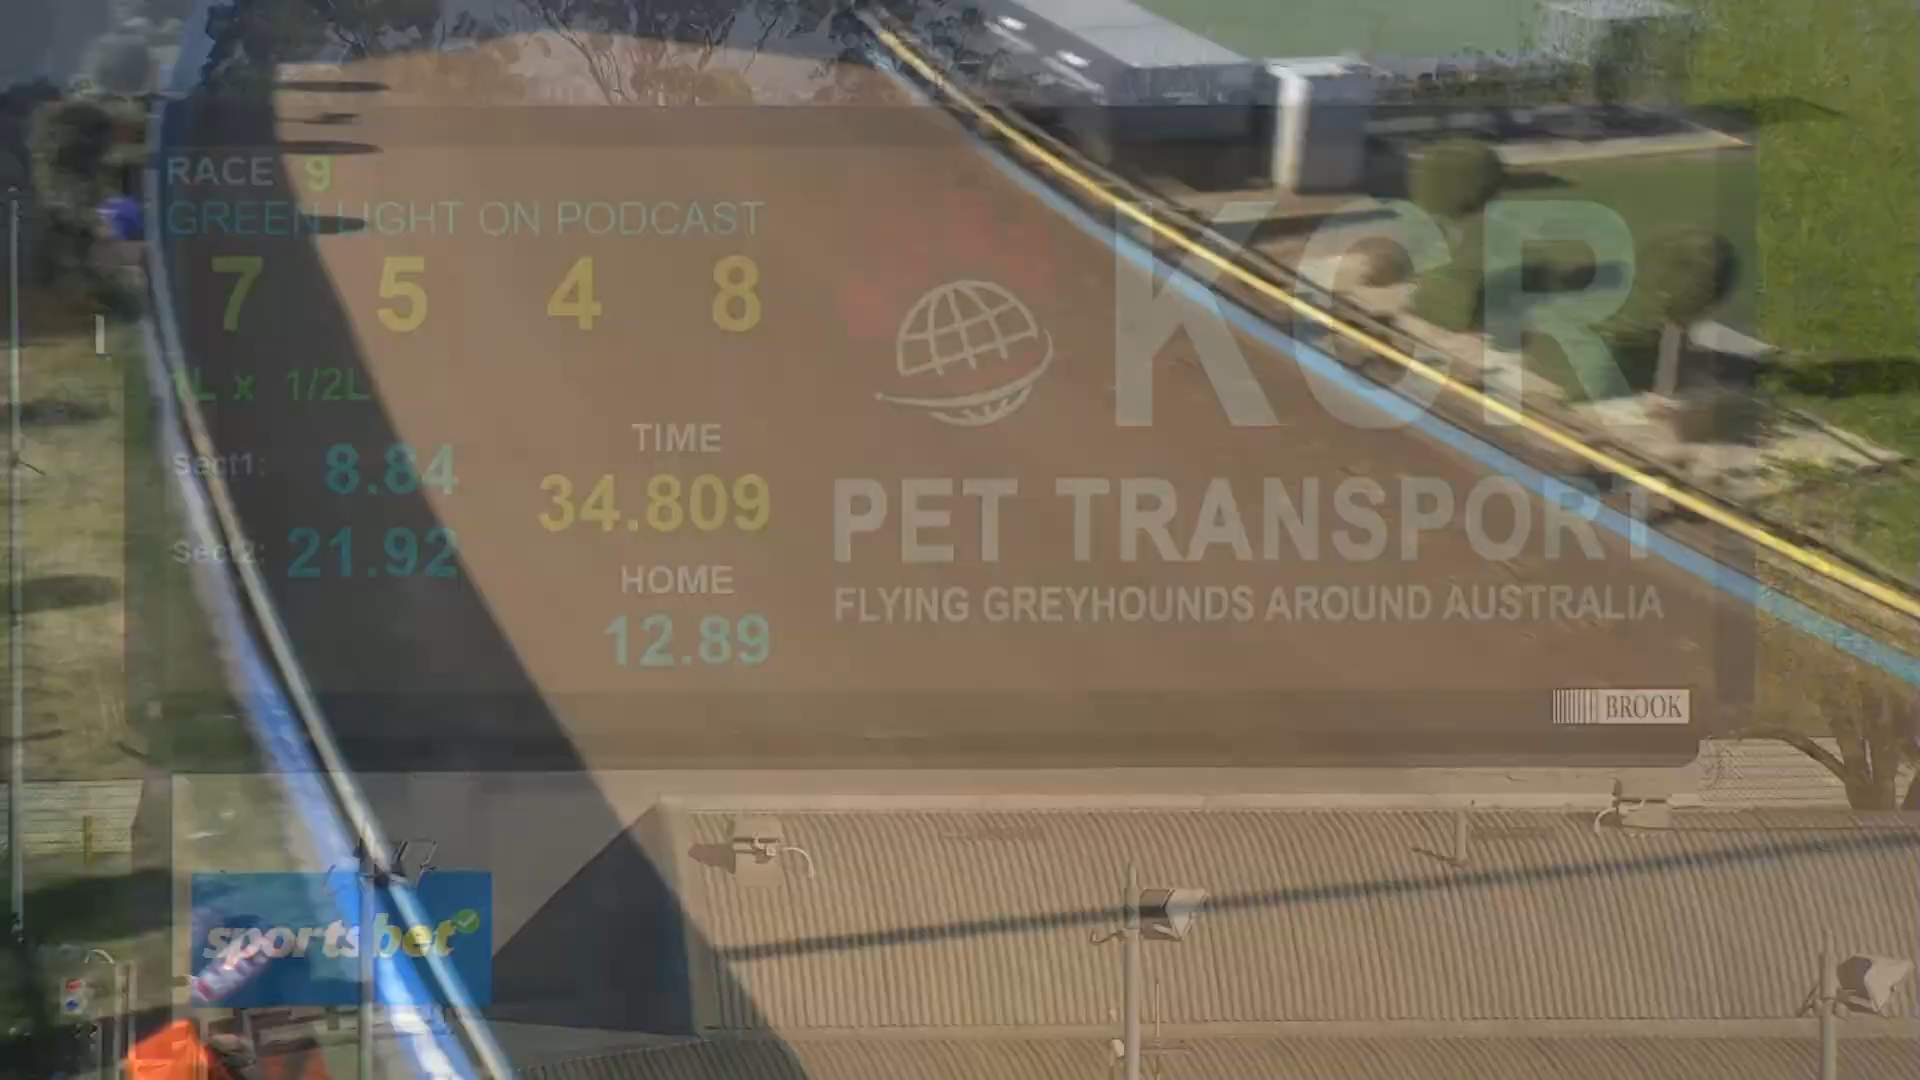 RACE 9
GREEN LIGHT ON PODCAST
7 5 4 8
1L x 1/2L
Sect1: 8.84
Sect2: 21.92
TIME
34.809
HOME
12.89
KCR
PET TRANSPORT
FLYING GREYHOUNDS AROUND AUSTRALIA
BROOK
sportsbet